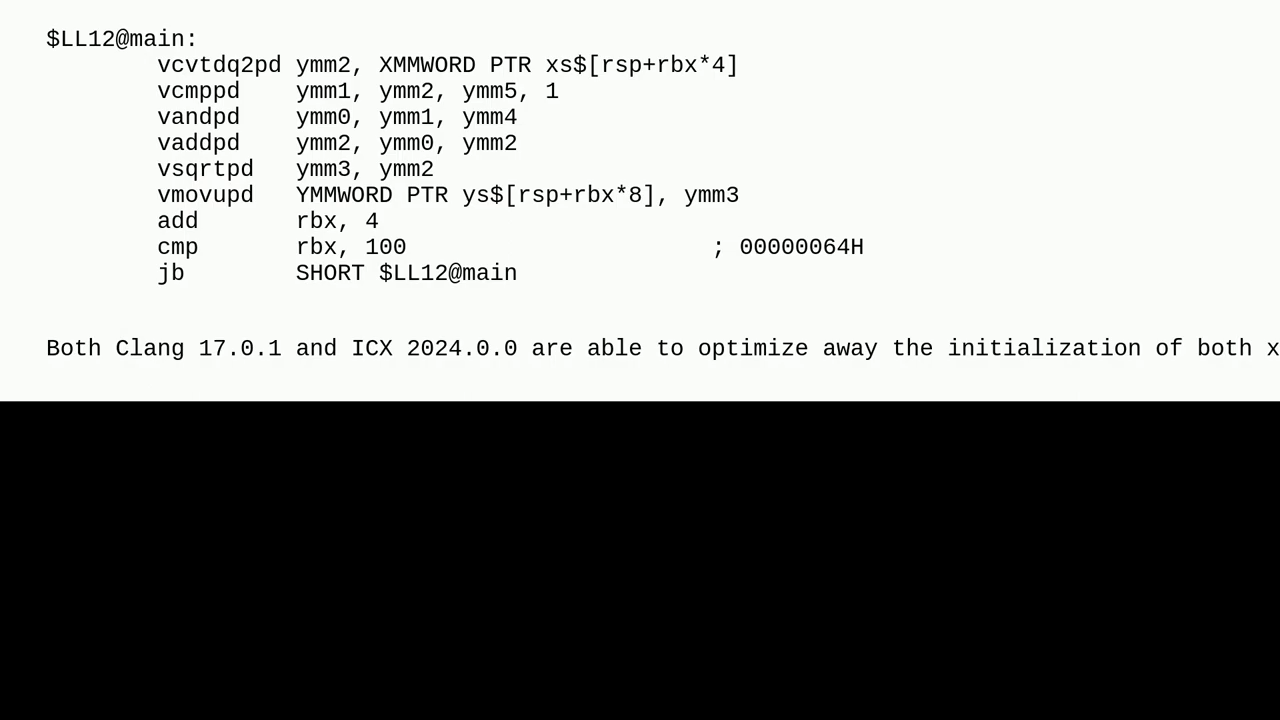 $LL12@main:
vcvtdq2pd ymm2, XMMWORD PTR xs$[rsp+rbx*4]
vcmppd ymm1, ymm2, ymm5, 1
vandpd ymm0, ymm1, ymm4
vaddpd ymm2, ymm0, ymm2
vsqrtpd ymm3, ymm2
vmovupd YMMWORD PTR ys$[rsp+rbx*8], ymm3
add rbx, 4
cmp rbx, 100 ; 00000064H
jb SHORT $LL12@main
Both Clang 17.0.1 and ICX 2024.0.0 are able to optimize away the initialization of both x